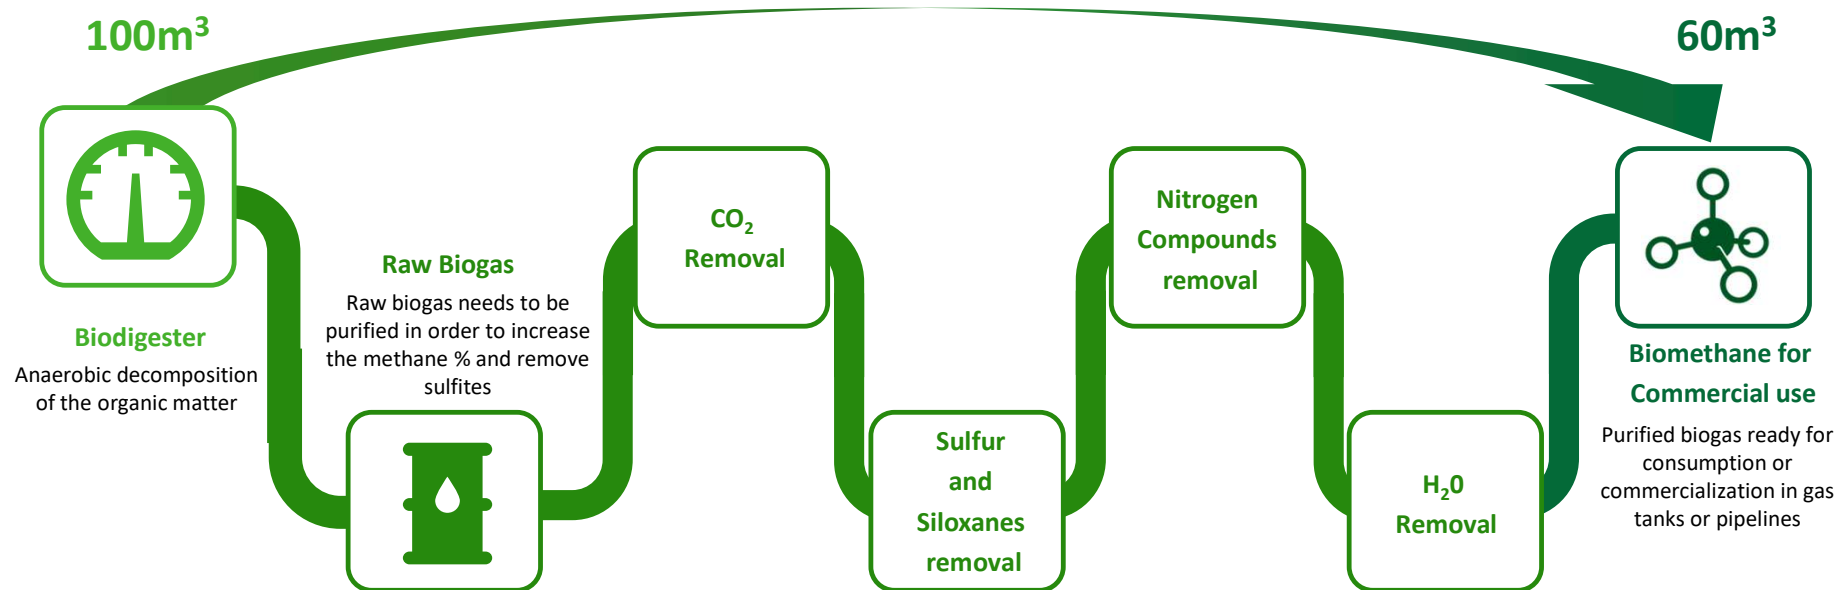 100m³
60m³
Biodigester
Anaerobic decomposition
of the organic matter
Raw Biogas
Raw biogas needs to be
purified in order to increase
the methane % and remove
sulfites
CO₂
Removal
Sulfur
and
Siloxanes
removal
Nitrogen
Compounds
removal
H₂0
Removal
Biomethane for
Commercial use
Purified biogas ready for
consumption or
commercialization in gas
tanks or pipelines